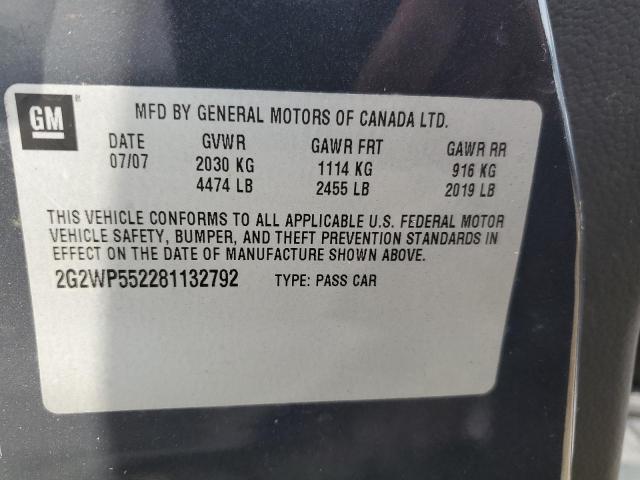 GM MFD BY GENERAL MOTORS OF CANADA LTD.
DATE GVWR GAWR FRT GAWR RR
07/07 2030 KG 1114 KG 916 KG
4474 LB 2455 LB 2019 LB
THIS VEHICLE CONFORMS TO ALL APPLICABLE U.S. FEDERAL MOTOR
VEHICLE SAFETY, BUMPER, AND THEFT PREVENTION STANDARDS IN
EFFECT ON THE DATE OF MANUFACTURE SHOWN ABOVE.
2G2WP552281132792 TYPE: PASS CAR